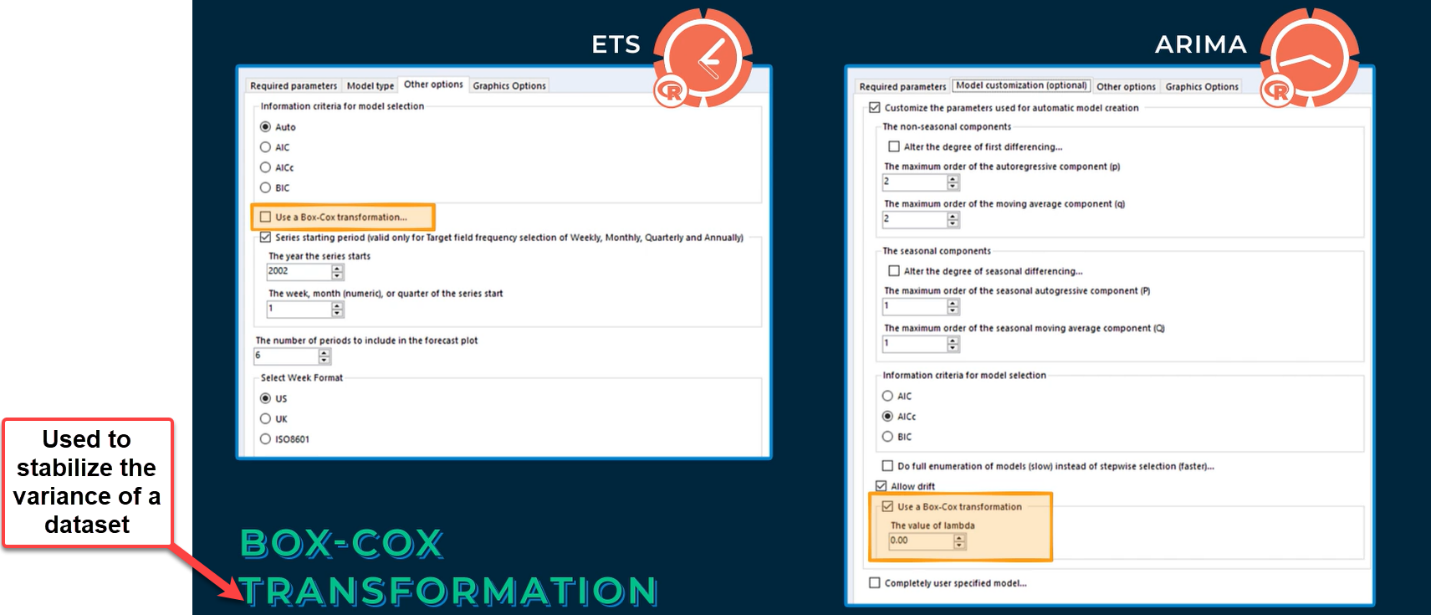 ETS
R
Required parameters Model type Other options Graphics Options
Information criteria for model selection
Auto
AIC
AICc
BIC
Use a Box-Cox transformation...
Series starting period (valid only for Target field frequency selection of Weekly, Monthly, Quarterly and Annually)
The year the series starts
2002
The week, month (numeric), or quarter of the series start
1
The number of periods to include in the forecast plot
6
Select Week Format
US
UK
ISO8601
ARIMA
R
Required parameters Model customization (optional) Other options Graphics Options
Customize the parameters used for automatic model creation
The non-seasonal components
Alter the degree of first differencing...
The maximum order of the autoregressive component (p)
2
The maximum order of the moving average component (q)
2
The seasonal components
Alter the degree of seasonal differencing...
The maximum order of the seasonal autogressive component (P)
1
The maximum order of the seasonal moving average component (Q)
1
Information criteria for model selection
AIC
AICc
BIC
Do full enumeration of models (slow) instead of stepwise selection (faster)...
Allow drift
Use a Box-Cox transformation
The value of lambda
0.00
Completely user specified model...
Used to
stabilize the
variance of a
dataset
BOX-COX
TRANSFORMATION